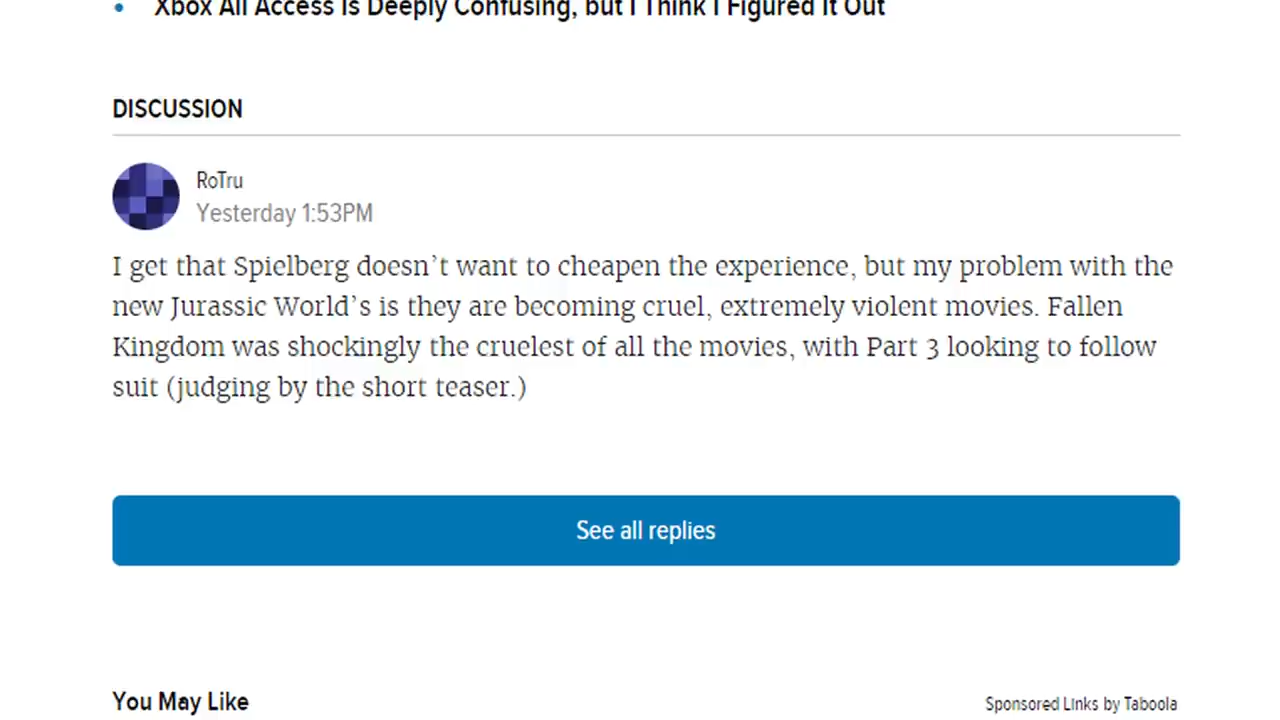 Xbox All Access Is Deeply Confusing, but I Think I Figured It Out
DISCUSSION
RoTru
Yesterday 1:53PM
I get that Spielberg doesn’t want to cheapen the experience, but my problem with the
new Jurassic World’s is they are becoming cruel, extremely violent movies. Fallen
Kingdom was shockingly the cruelest of all the movies, with Part 3 looking to follow
suit (judging by the short teaser.)
See all replies
You May Like
Sponsored Links by Taboola